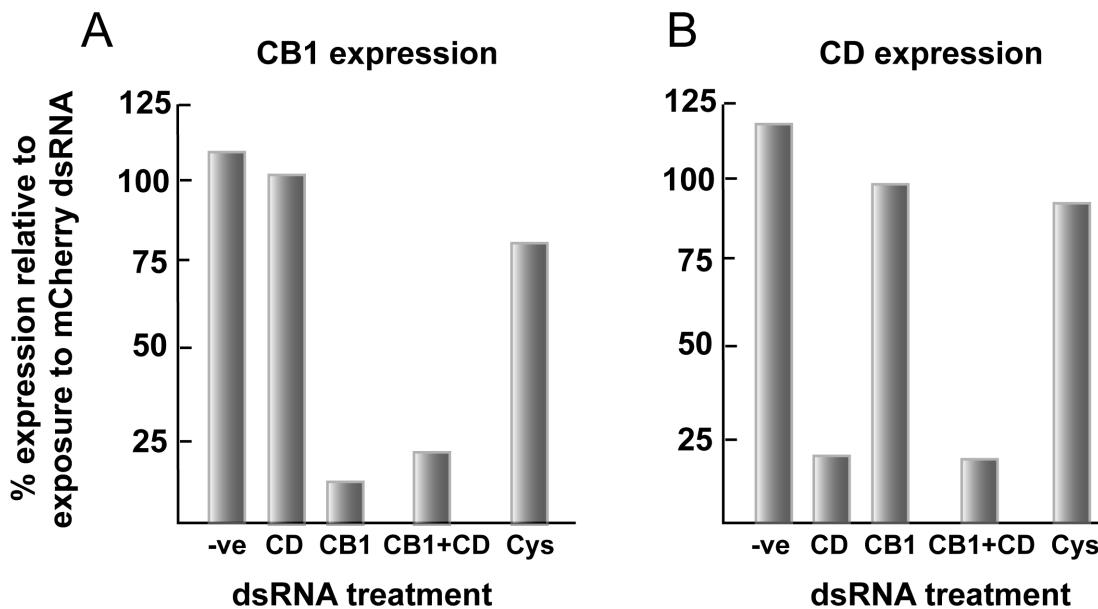 A
CB1 expression
% expression relative to
exposure to mCherry dsRNA
125
100
75
50
25
-ve CD CB1 CB1+CD Cys
dsRNA treatment
B
CD expression
125
100
75
50
25
-ve CD CB1 CB1+CD Cys
dsRNA treatment